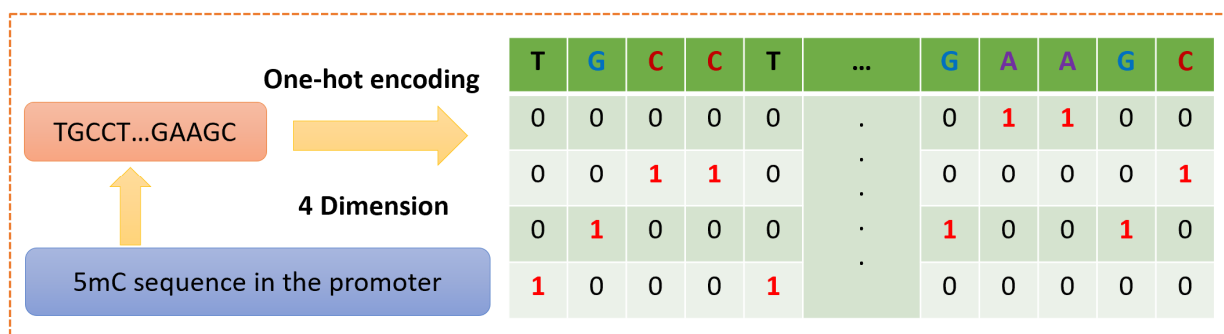 One-hot encoding
TGCCT...GAAGC
4 Dimension
5mC sequence in the promoter
T G C C T ... G A A G C
0 0 0 0 0 . 0 1 1 0 0
0 0 1 1 0 . 0 0 0 0 1
0 1 0 0 0 . 1 0 0 1 0
1 0 0 0 1 . 0 0 0 0 0